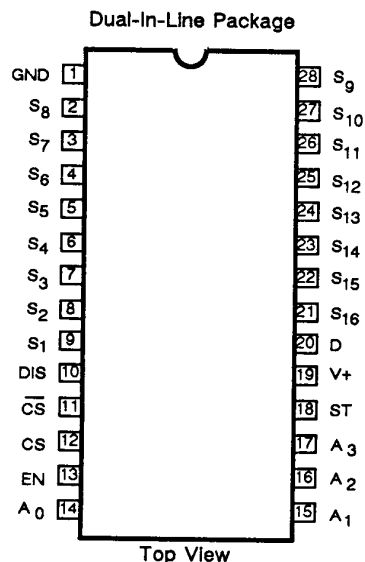 Dual-In-Line Package
GND 1 28 S9
S8 2 27 S10
S7 3 26 S11
S6 4 25 S12
S5 5 24 S13
S4 6 23 S14
S3 7 22 S15
S2 8 21 S16
S1 9 20 D
DIS 10 19 V+
C̅S̅ 11 18 ST
CS 12 17 A3
EN 13 16 A2
A0 14 15 A1
Top View